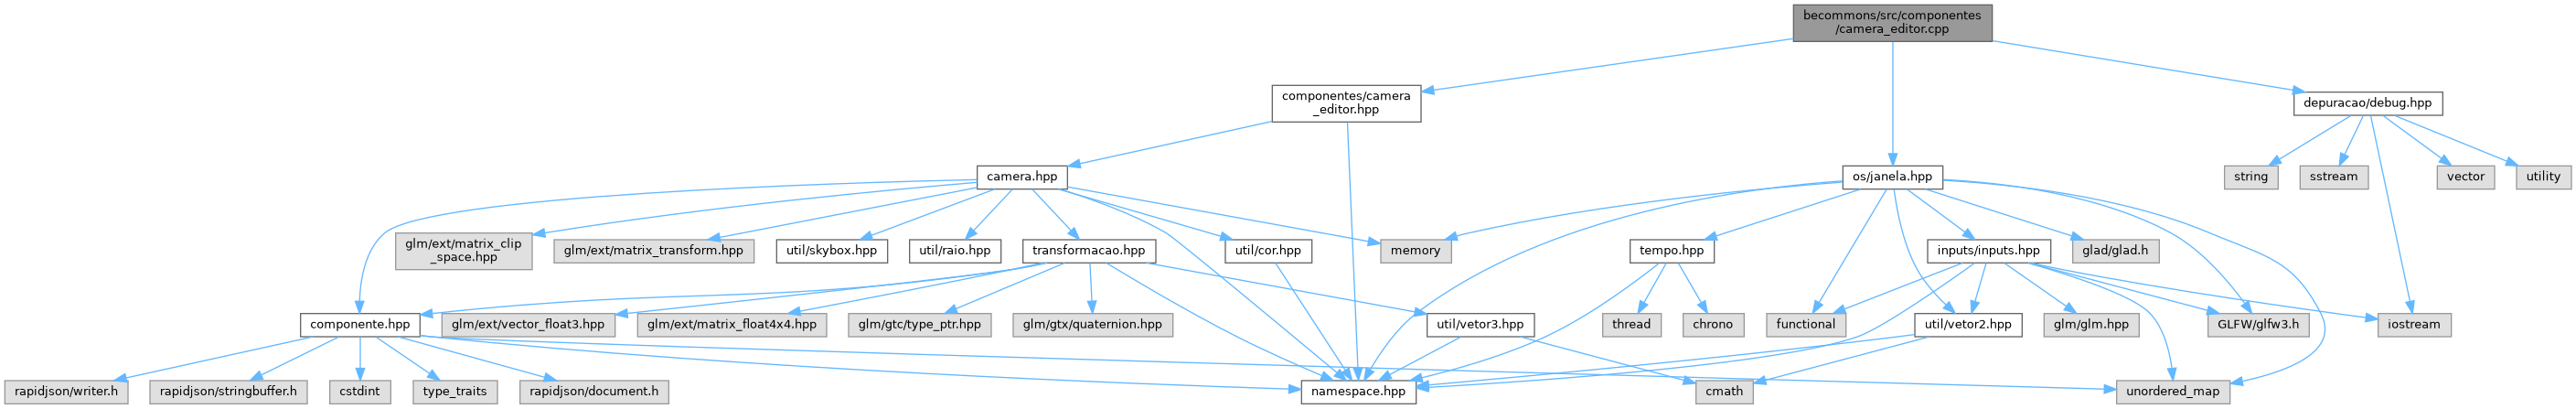 becommons/src/componentes
/camera_editor.cpp
componentes/camera
_editor.hpp
depuracao/debug.hpp
camera.hpp
os/janela.hpp
string
sstream
vector
utility
glm/ext/matrix_clip
_space.hpp
glm/ext/matrix_transform.hpp
util/skybox.hpp
util/raio.hpp
transformacao.hpp
util/cor.hpp
memory
tempo.hpp
inputs/inputs.hpp
glad/glad.h
componente.hpp
glm/ext/vector_float3.hpp
glm/ext/matrix_float4x4.hpp
glm/gtc/type_ptr.hpp
glm/gtx/quaternion.hpp
util/vetor3.hpp
thread
chrono
functional
util/vetor2.hpp
glm/glm.hpp
GLFW/glfw3.h
iostream
rapidjson/writer.h
rapidjson/stringbuffer.h
cstdint
type_traits
rapidjson/document.h
namespace.hpp
cmath
unordered_map